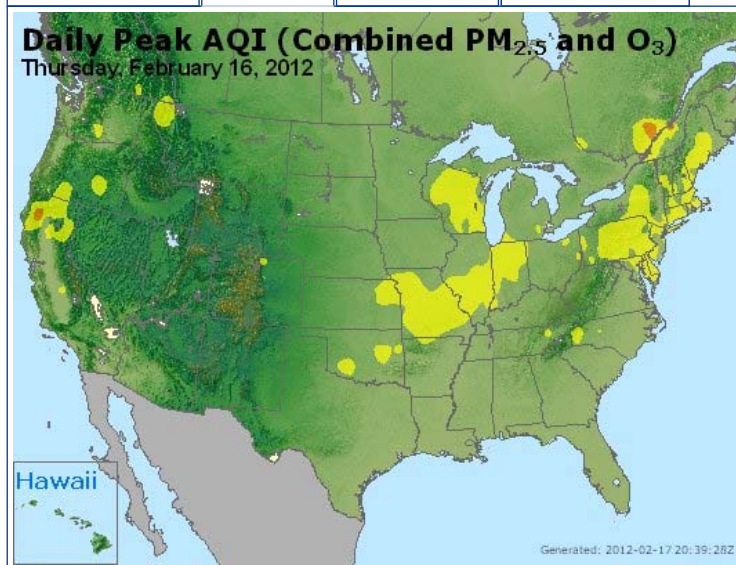 Daily Peak AQI (Combined PM2.5 and O3)
Thursday, February 16, 2012
Hawaii
Generated: 2012-02-17 20:39:28Z